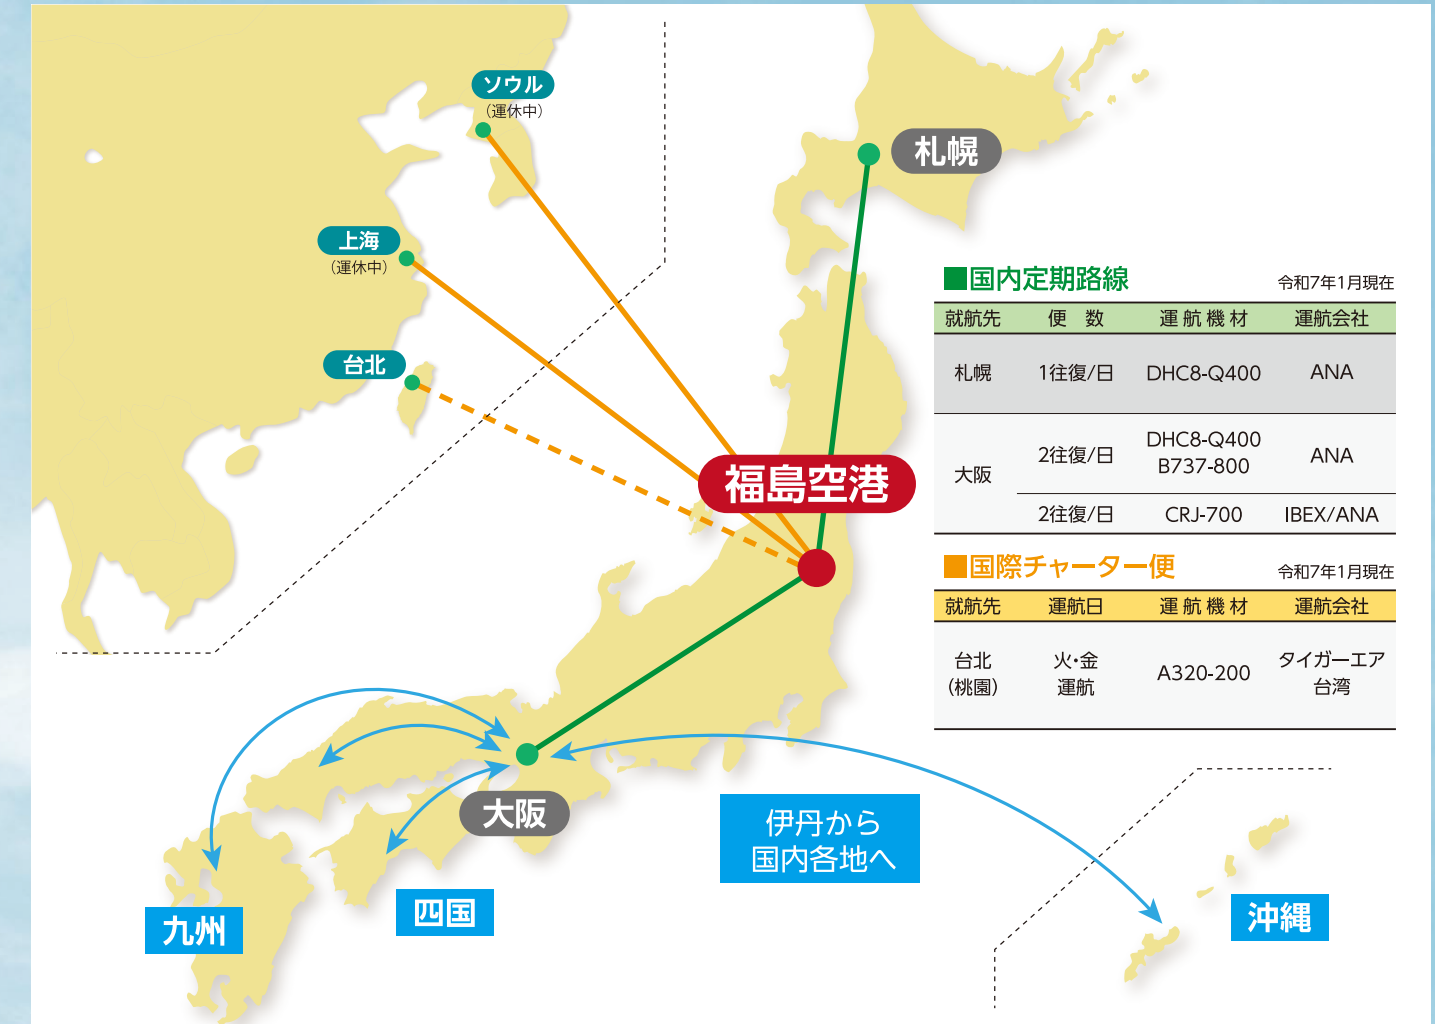 ソウル
（運休中）
札幌
上海
（運休中）
台北
福島空港
■国内定期路線 令和7年1月現在
就航先 便 数 運航機材 運航会社
札幌 1往復/日 DHC8-Q400 ANA
大阪 2往復/日 DHC8-Q400 ANA
B737-800
2往復/日 CRJ-700 IBEX/ANA
■国際チャーター便 令和7年1月現在
就航先 運航日 運航機材 運航会社
台北 火・金 A320-200 タイガーエア
(桃園) 運航 台湾
大阪
伊丹から
国内各地へ
四国
九州
沖縄